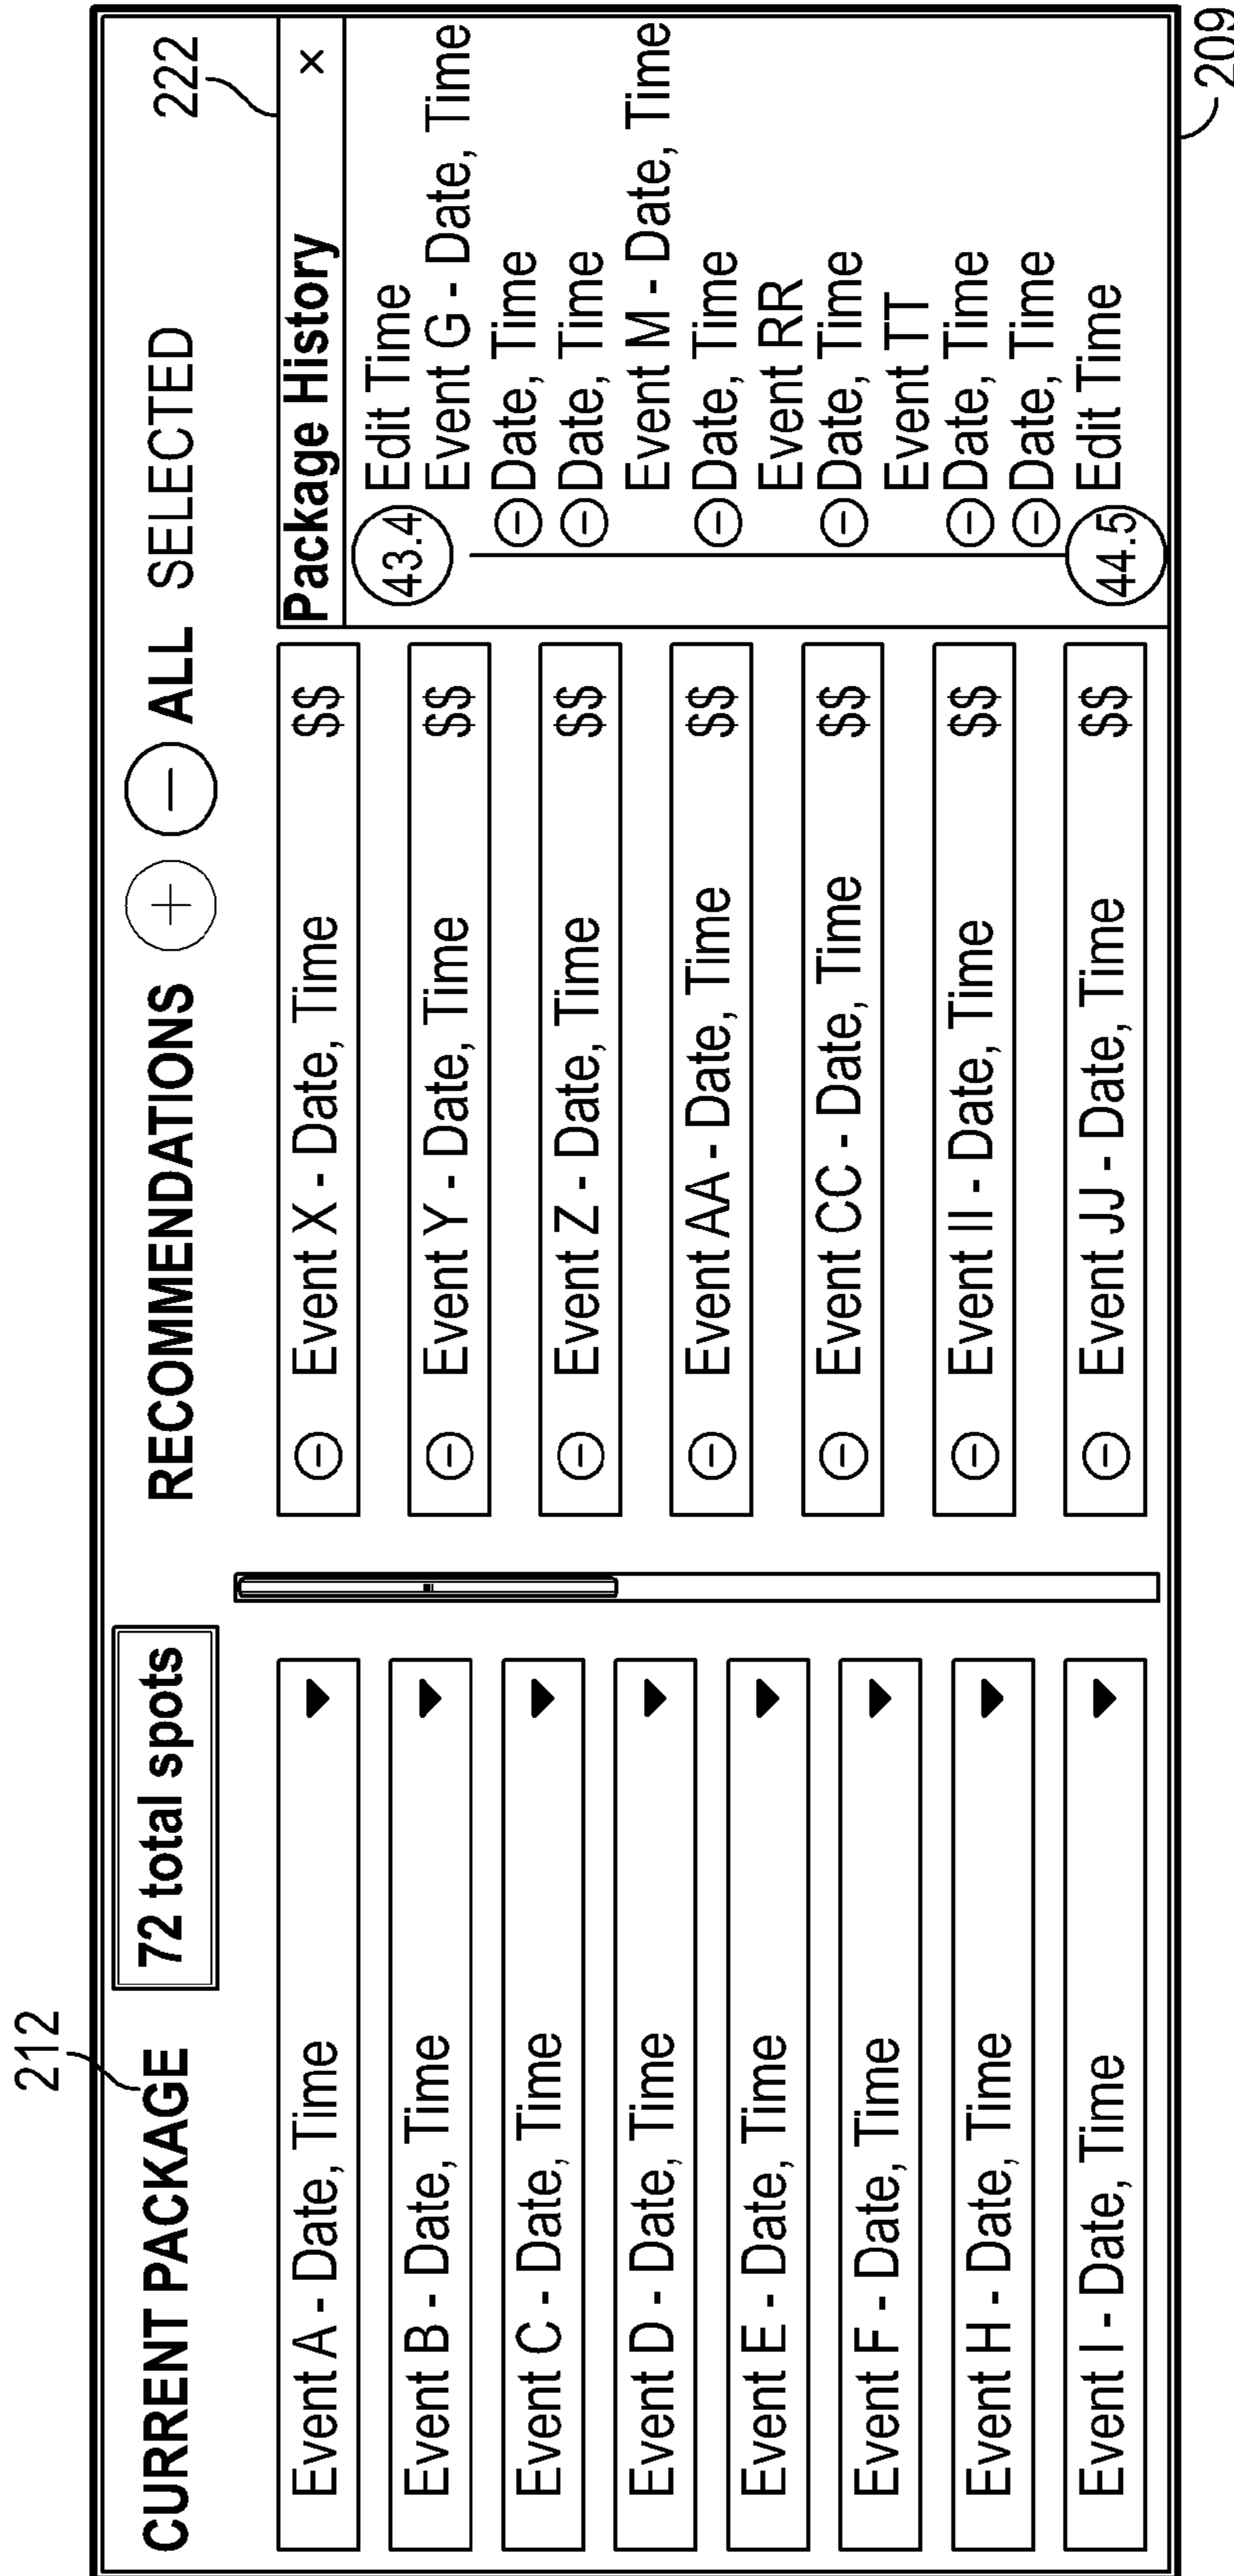 212
222
CURRENT PACKAGE
72 total spots
Event A - Date, Time
Event B - Date, Time
Event C - Date, Time
Event D - Date, Time
Event E - Date, Time
Event F - Date, Time
Event H - Date, Time
Event I - Date, Time
RECOMMENDATIONS + − ALL SELECTED
− Event X - Date, Time $$
− Event Y - Date, Time $$
− Event Z - Date, Time $$
− Event AA - Date, Time $$
− Event CC - Date, Time $$
− Event II - Date, Time $$
− Event JJ - Date, Time $$
Package History ×
43.4 Edit Time
Event G - Date, Time
− Date, Time
− Date, Time
Event M - Date, Time
− Date, Time
Event RR
− Date, Time
Event TT
− Date, Time
− Date, Time
44.5 Edit Time
209